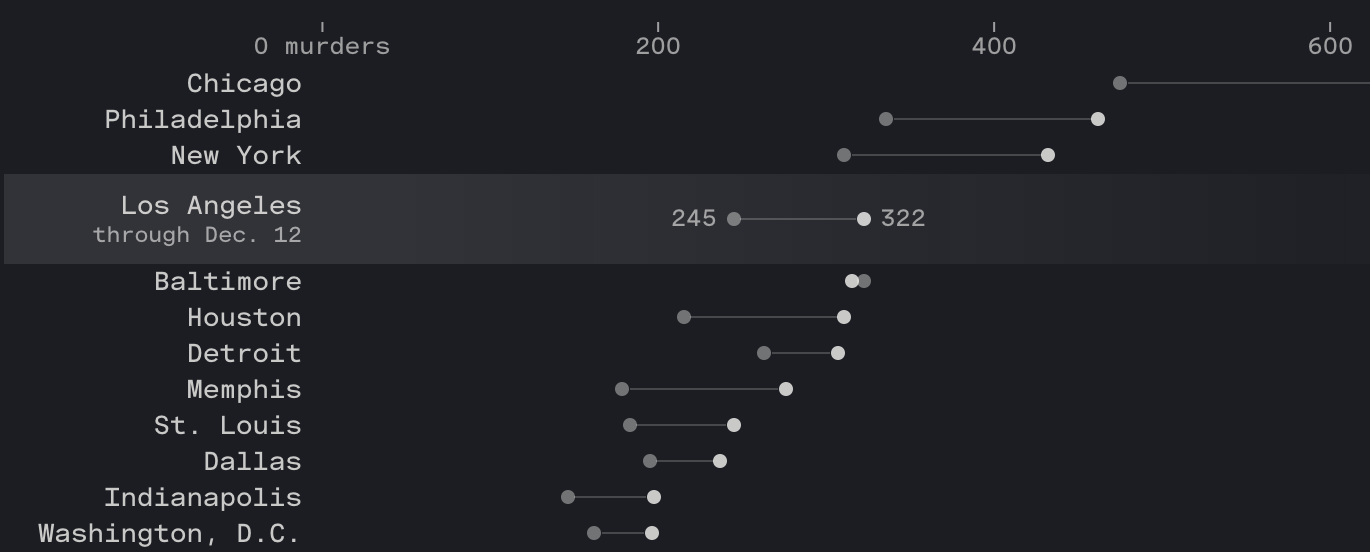 0 murders 200 400 600
Chicago
Philadelphia
New York
Los Angeles
245 322
through Dec. 12
Baltimore
Houston
Detroit
Memphis
St. Louis
Dallas
Indianapolis
Washington, D.C.